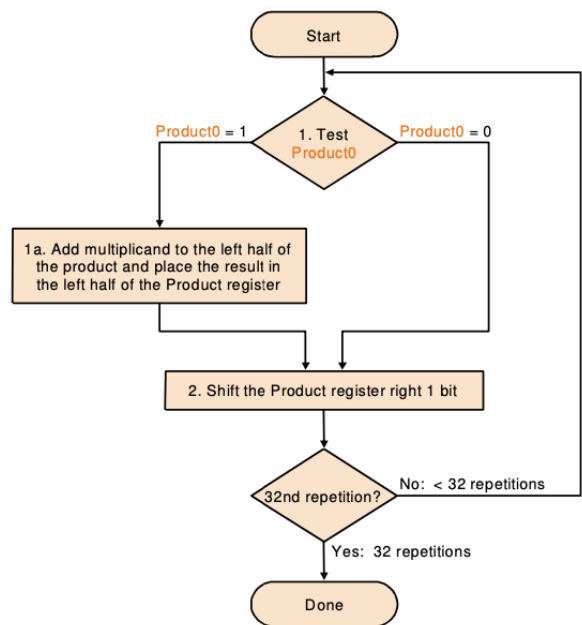 Start
Product0 = 1
1. Test
Product0
Product0 = 0
1a. Add multiplicand to the left half of
the product and place the result in
the left half of the Product register
2. Shift the Product register right 1 bit
32nd repetition?
No: < 32 repetitions
Yes: 32 repetitions
Done